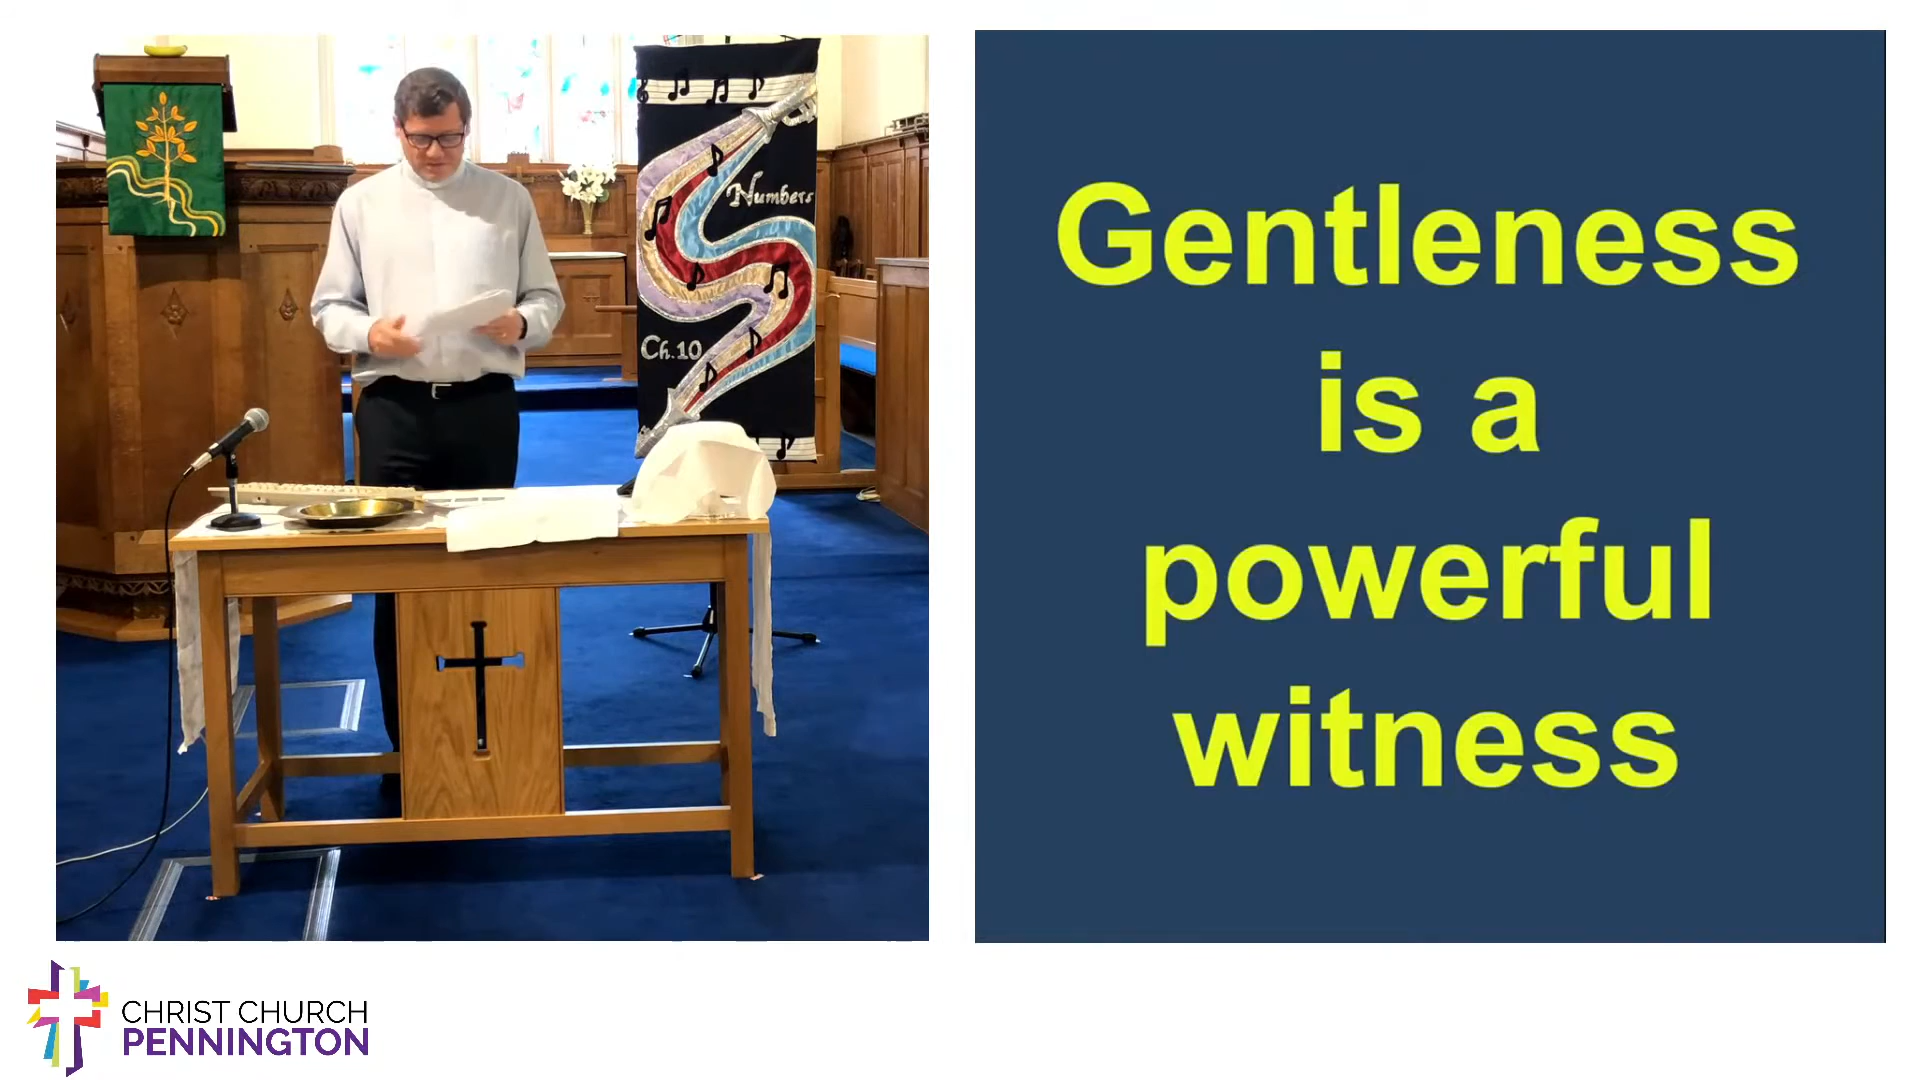 Numbers
Ch.10
Gentleness
is a
powerful
witness
CHRIST CHURCH
PENNINGTON